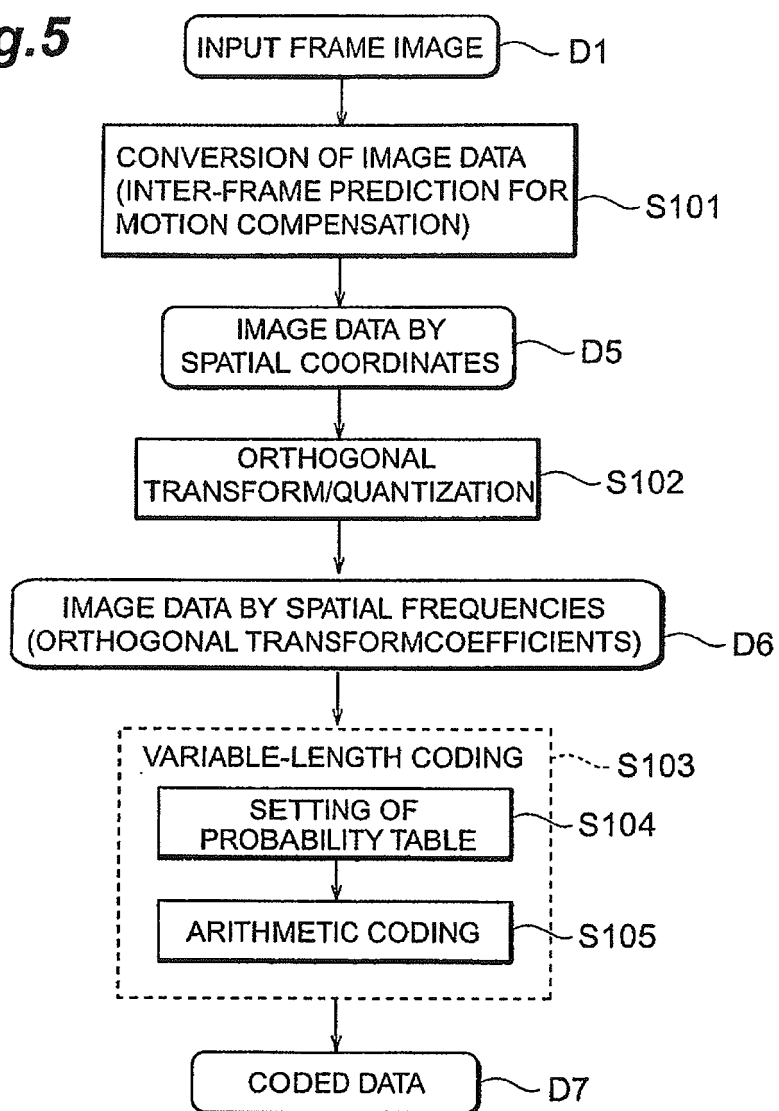 g.5
INPUT FRAME IMAGE
D1
CONVERSION OF IMAGE DATA
(INTER-FRAME PREDICTION FOR
MOTION COMPENSATION)
S101
IMAGE DATA BY
SPATIAL COORDINATES
D5
ORTHOGONAL
TRANSFORM/QUANTIZATION
S102
IMAGE DATA BY SPATIAL FREQUENCIES
(ORTHOGONAL TRANSFORMCOEFFICIENTS)
D6
VARIABLE-LENGTH CODING
S103
SETTING OF
PROBABILITY TABLE
S104
ARITHMETIC CODING
S105
CODED DATA
D7